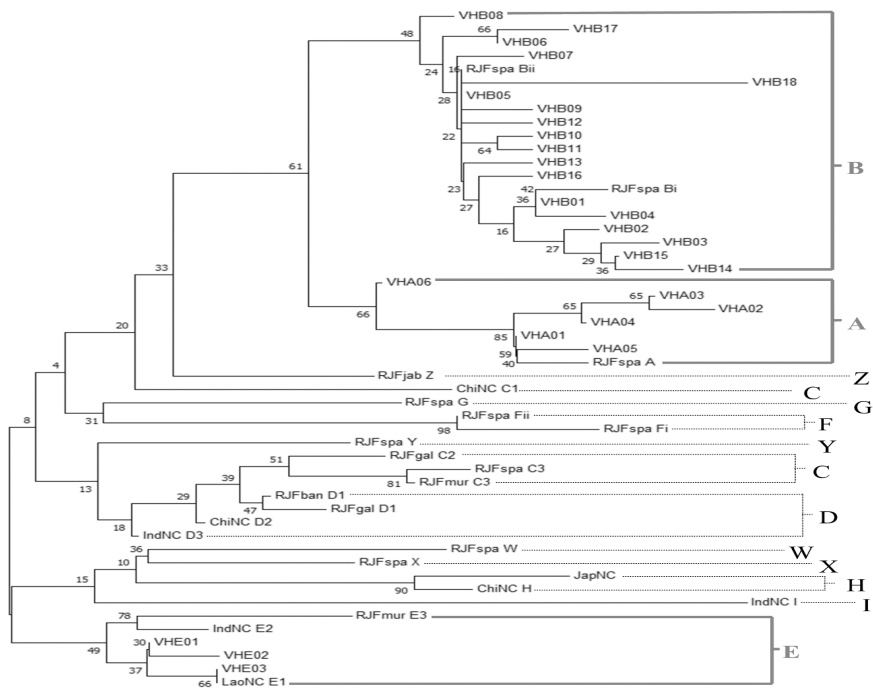 VHB08
48
66 VHB17
VHB06
24
VHB07
16 RJFspa Bii
VHB18
28 VHB05
VHB09
VHB12
22
VHB10
64 VHB11
VHB13
61
B
23 VHB16
42 RJFspa Bi
27 36 VHB01
VHB04
16 VHB02
27 VHB03
29 VHB15
36 VHB14
33
VHA06
65 VHA03
66 65 VHA02
VHA04
A
85 VHA01
59 VHA05
40 RJFspa A
20
RJFjab Z Z
4 ChiNC C1 C
RJFspa G G
31 RJFspa Fii
98 RJFspa Fi F
8
RJFspa Y Y
51 RJFgal C2
39 RJFspa C3 C
13 81 RJFmur C3
29 RJFban D1
47 RJFgal D1 D
18 ChiNC D2
IndNC D3
36 RJFspa W W
10 RJFspa X X
15 JapNC
90 ChiNC H H
IndNC I I
78 RJFmur E3
IndNC E2
49 30 VHE01 E
VHE02
37 VHE03
66 LaoNC E1